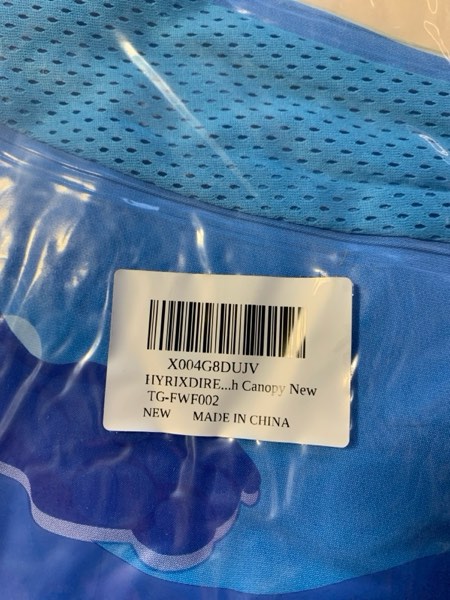 X004G8DUJV
HYRIXDIRE...h Canopy New
TG-FWF002
NEW MADE IN CHINA